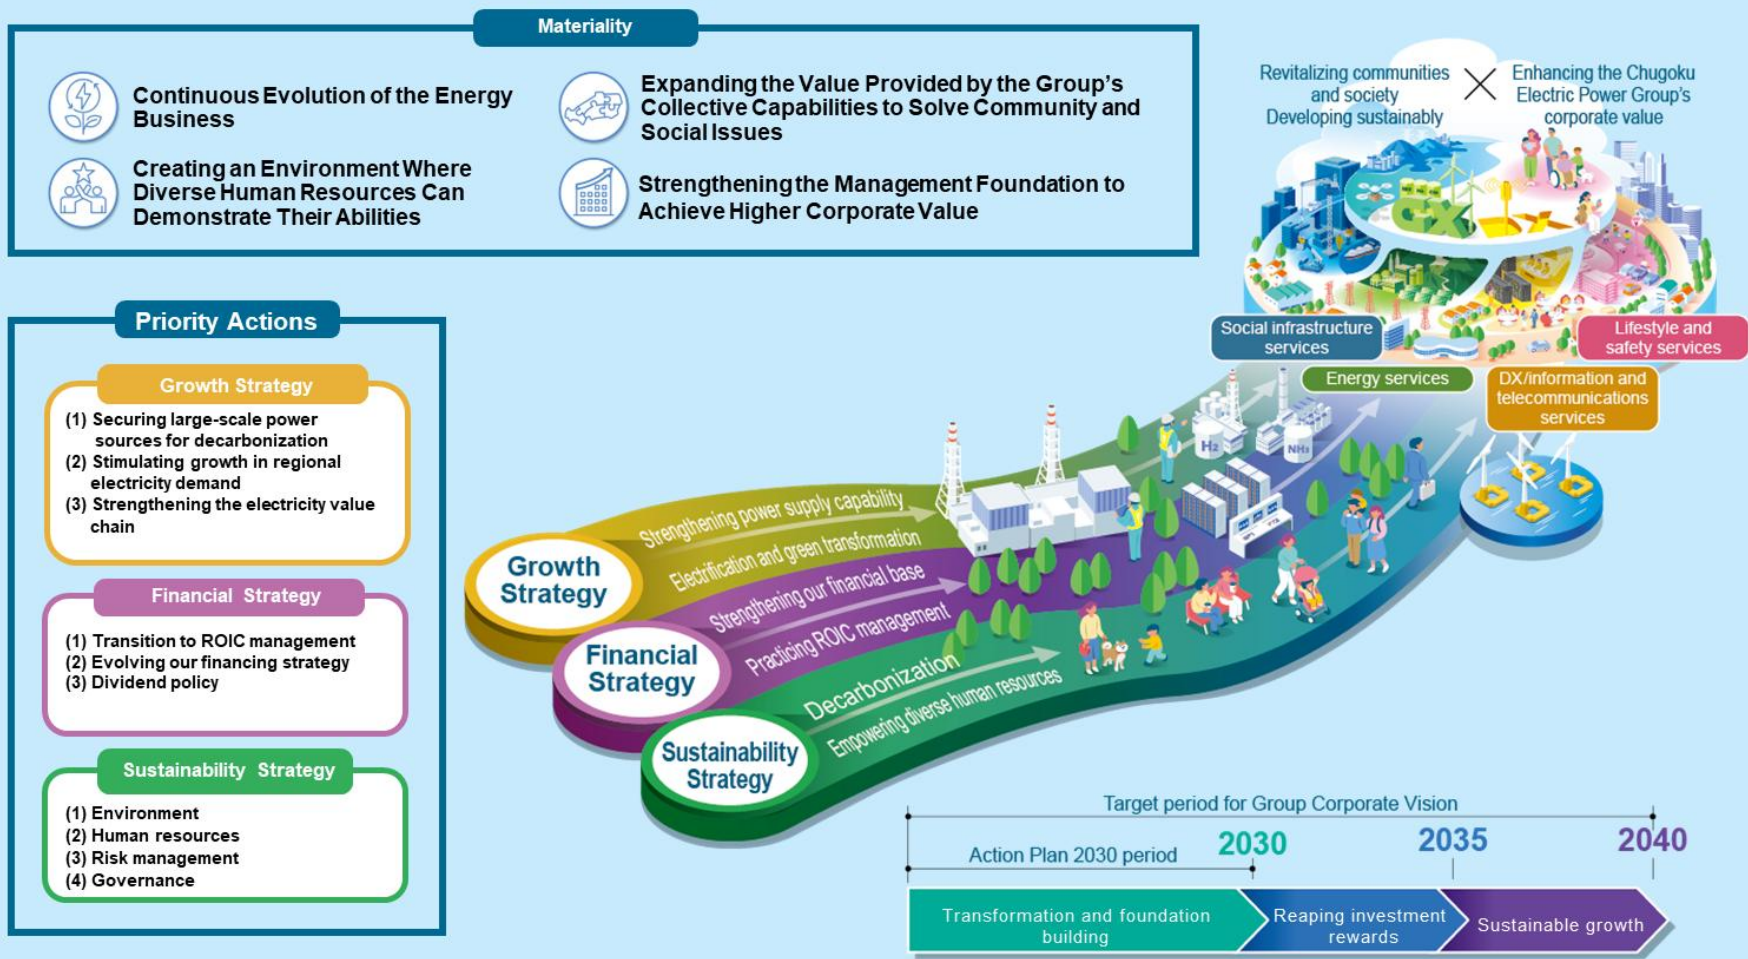 Materiality
Continuous Evolution of the Energy
Business
Expanding the Value Provided by the Group's
Collective Capabilities to Solve Community and
Social Issues
Creating an Environment Where
Diverse Human Resources Can
Demonstrate Their Abilities
Strengthening the Management Foundation to
Achieve Higher Corporate Value
Revitalizing communities
and society
Developing sustainably
Enhancing the Chugoku
Electric Power Group's
corporate value
GX
DX
Social infrastructure
services
Lifestyle and
safety services
Energy services
DX/information and
telecommunications
services
Priority Actions
Growth Strategy
(1) Securing large-scale power
sources for decarbonization
(2) Stimulating growth in regional
electricity demand
(3) Strengthening the electricity value
chain
Financial Strategy
(1) Transition to ROIC management
(2) Evolving our financing strategy
(3) Dividend policy
Sustainability Strategy
(1) Environment
(2) Human resources
(3) Risk management
(4) Governance
Growth
Strategy
Strengthening power supply capability
Electrification and green transformation
Financial
Strategy
Strengthening our financial base
Practicing ROIC management
Sustainability
Strategy
Decarbonization
Empowering diverse human resources
H₂
NH₃
Target period for Group Corporate Vision
Action Plan 2030 period
2030
2035
2040
Transformation and foundation
building
Reaping investment
rewards
Sustainable growth